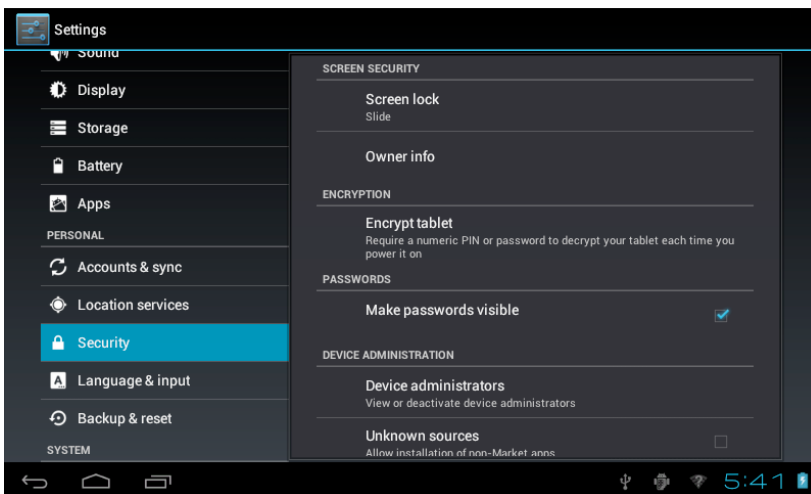 Settings
Sound
Display
Storage
Battery
Apps
PERSONAL
Accounts & sync
Location services
Security
Language & input
Backup & reset
SYSTEM
SCREEN SECURITY
Screen lock
Slide
Owner info
ENCRYPTION
Encrypt tablet
Require a numeric PIN or password to decrypt your tablet each time you
power it on
PASSWORDS
Make passwords visible
DEVICE ADMINISTRATION
Device administrators
View or deactivate device administrators
Unknown sources
Allow installation of non-Market apps
5:41